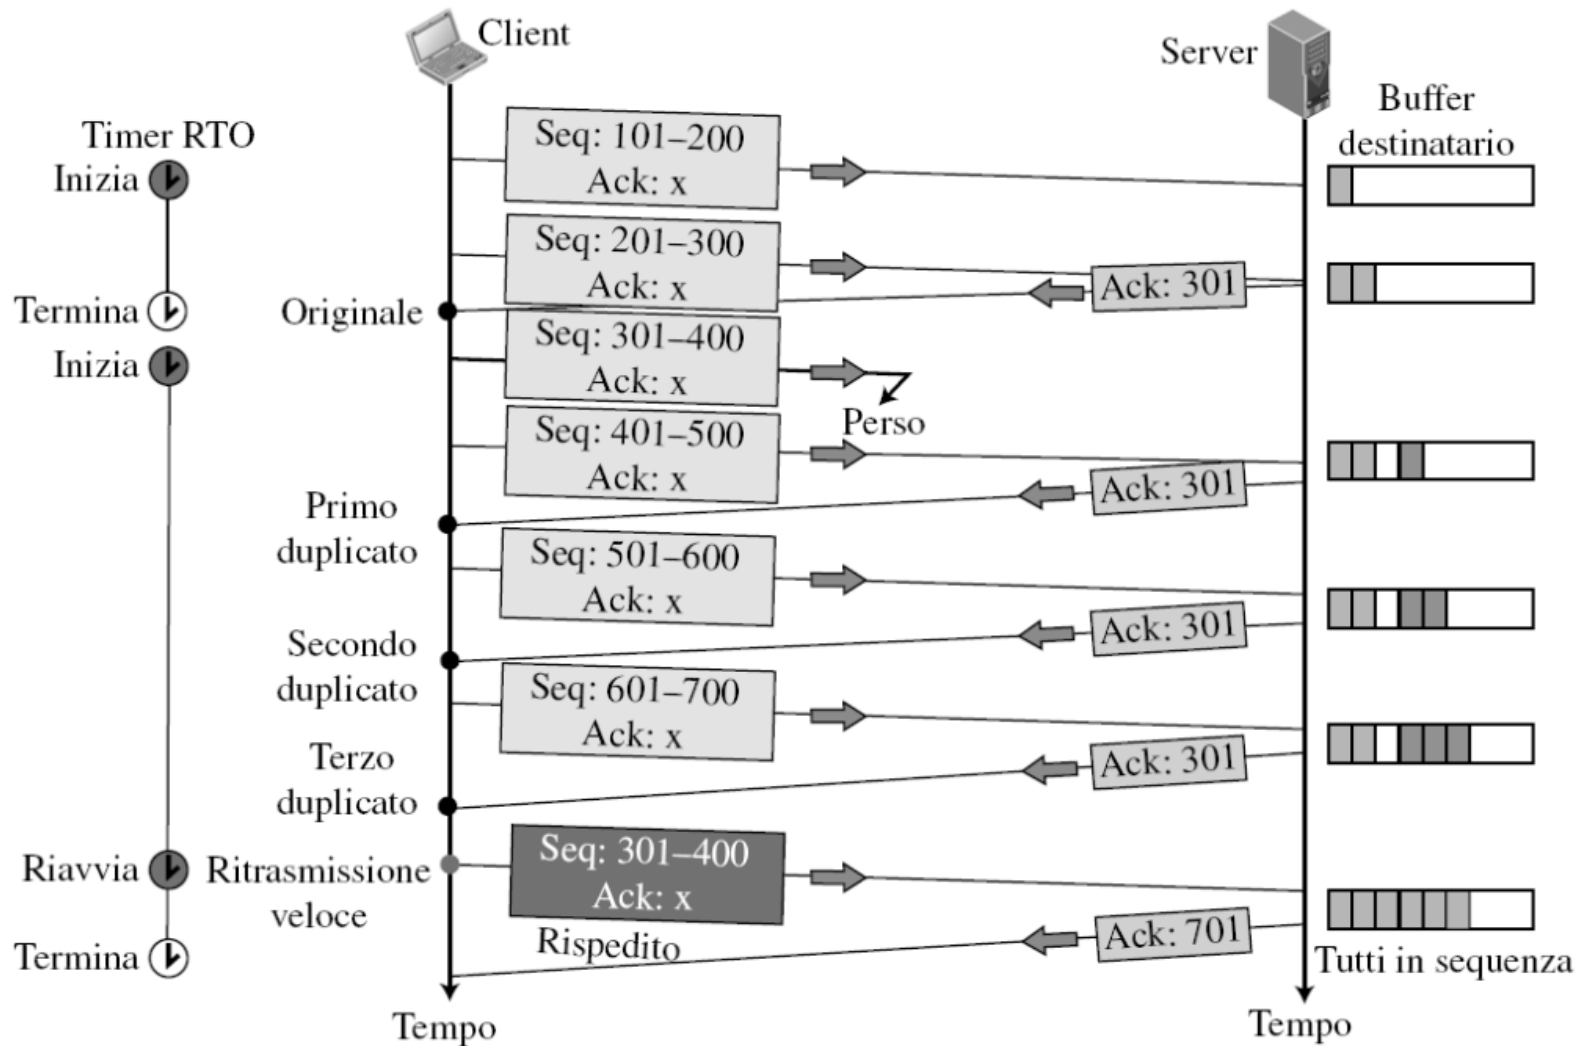 Client
Server
Buffer
destinatario
Timer RTO
Inizia
Seq: 101–200
Ack: x
Seq: 201–300
Ack: x
Ack: 301
Termina
Originale
Inizia
Seq: 301–400
Ack: x
Perso
Seq: 401–500
Ack: x
Ack: 301
Primo
duplicato
Seq: 501–600
Ack: x
Ack: 301
Secondo
duplicato
Seq: 601–700
Ack: x
Ack: 301
Terzo
duplicato
Riavvia
Ritrasmissione
veloce
Seq: 301–400
Ack: x
Rispedito
Ack: 701
Termina
Tutti in sequenza
Tempo
Tempo